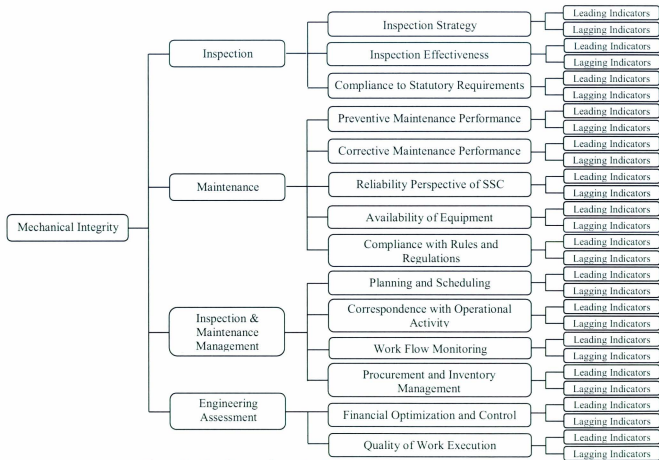 Mechanical Integrity
Inspection
Inspection Strategy
Leading Indicators
Lagging Indicators
Inspection Effectiveness
Leading Indicators
Lagging Indicators
Compliance to Statutory Requirements
Leading Indicators
Lagging Indicators
Maintenance
Preventive Maintenance Performance
Leading Indicators
Lagging Indicators
Corrective Maintenance Performance
Leading Indicators
Lagging Indicators
Reliability Perspective of SSC
Leading Indicators
Lagging Indicators
Availability of Equipment
Leading Indicators
Lagging Indicators
Compliance with Rules and
Regulations
Leading Indicators
Lagging Indicators
Inspection &
Maintenance
Management
Planning and Scheduling
Leading Indicators
Lagging Indicators
Correspondence with Operational
Activity
Leading Indicators
Lagging Indicators
Work Flow Monitoring
Leading Indicators
Lagging Indicators
Procurement and Inventory
Management
Leading Indicators
Lagging Indicators
Engineering
Assessment
Financial Optimization and Control
Leading Indicators
Lagging Indicators
Quality of Work Execution
Leading Indicators
Lagging Indicators